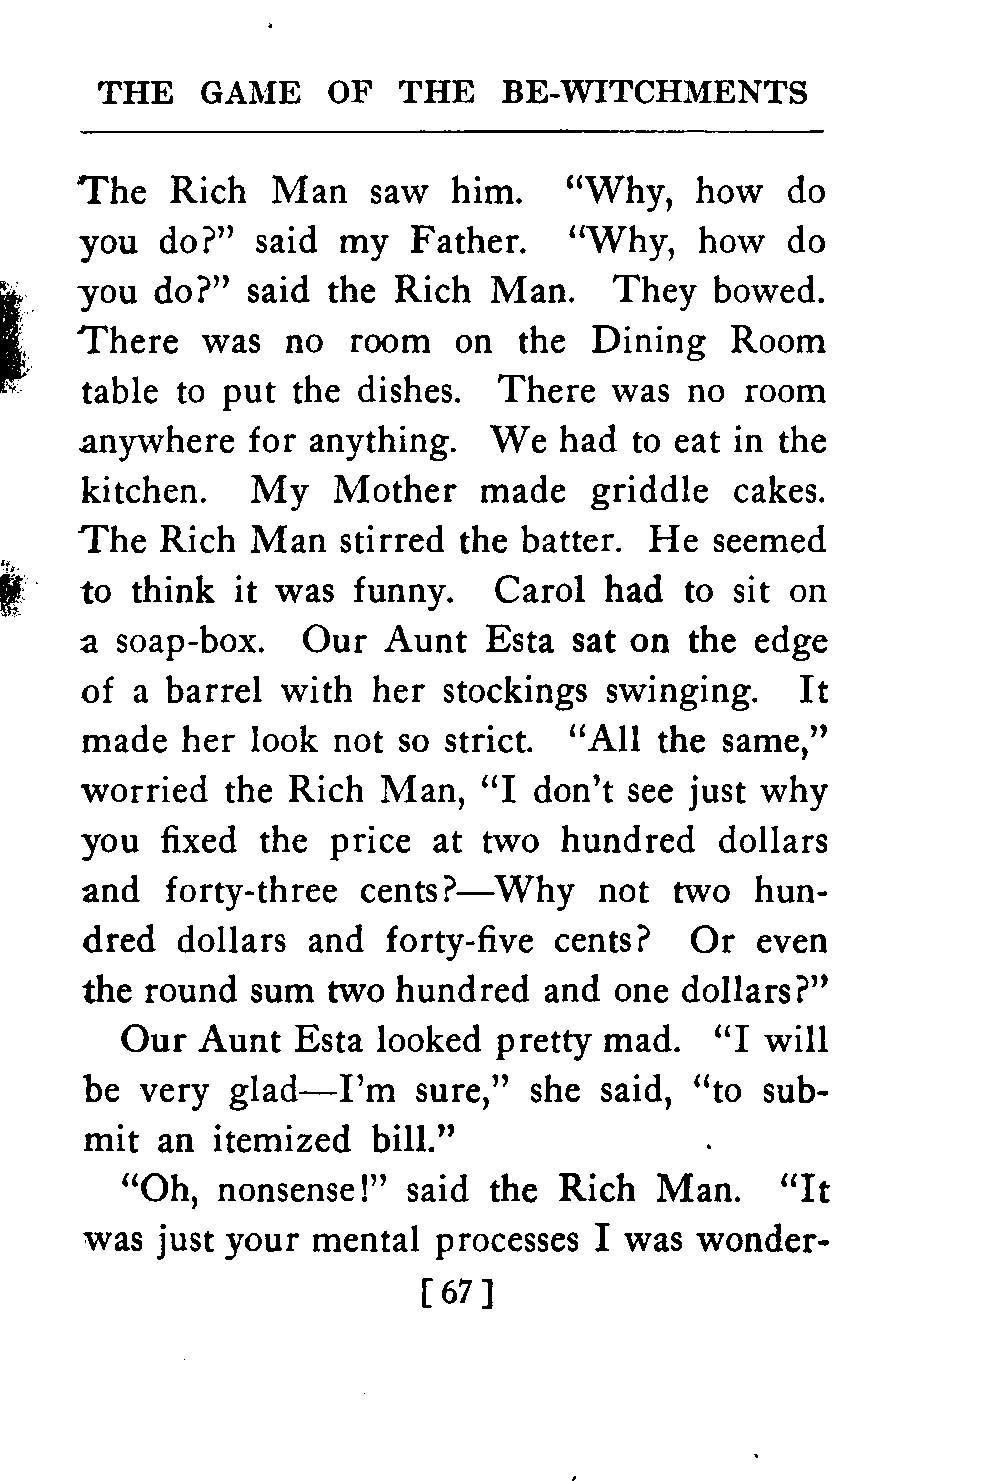 THE GAME OF THE BE-WITCHMENTS
The Rich Man saw him. “Why, how do
you do?” said my Father. “Why, how do
you do?” said the Rich Man. They bowed.
There was no room on the Dining Room
table to put the dishes. There was no room
anywhere for anything. We had to eat in the
kitchen. My Mother made griddle cakes.
The Rich Man stirred the batter. He seemed
to think it was funny. Carol had to sit on
a soap-box. Our Aunt Esta sat on the edge
of a barrel with her stockings swinging. It
made her look not so strict. “All the same,”
worried the Rich Man, “I don’t see just why
you fixed the price at two hundred dollars
and forty-three cents?—Why not two hun-
dred dollars and forty-five cents? Or even
the round sum two hundred and one dollars?”
Our Aunt Esta looked pretty mad. “I will
be very glad—I’m sure,” she said, “to sub-
mit an itemized bill.”
“Oh, nonsense!” said the Rich Man. “It
was just your mental processes I was wonder-
[67]